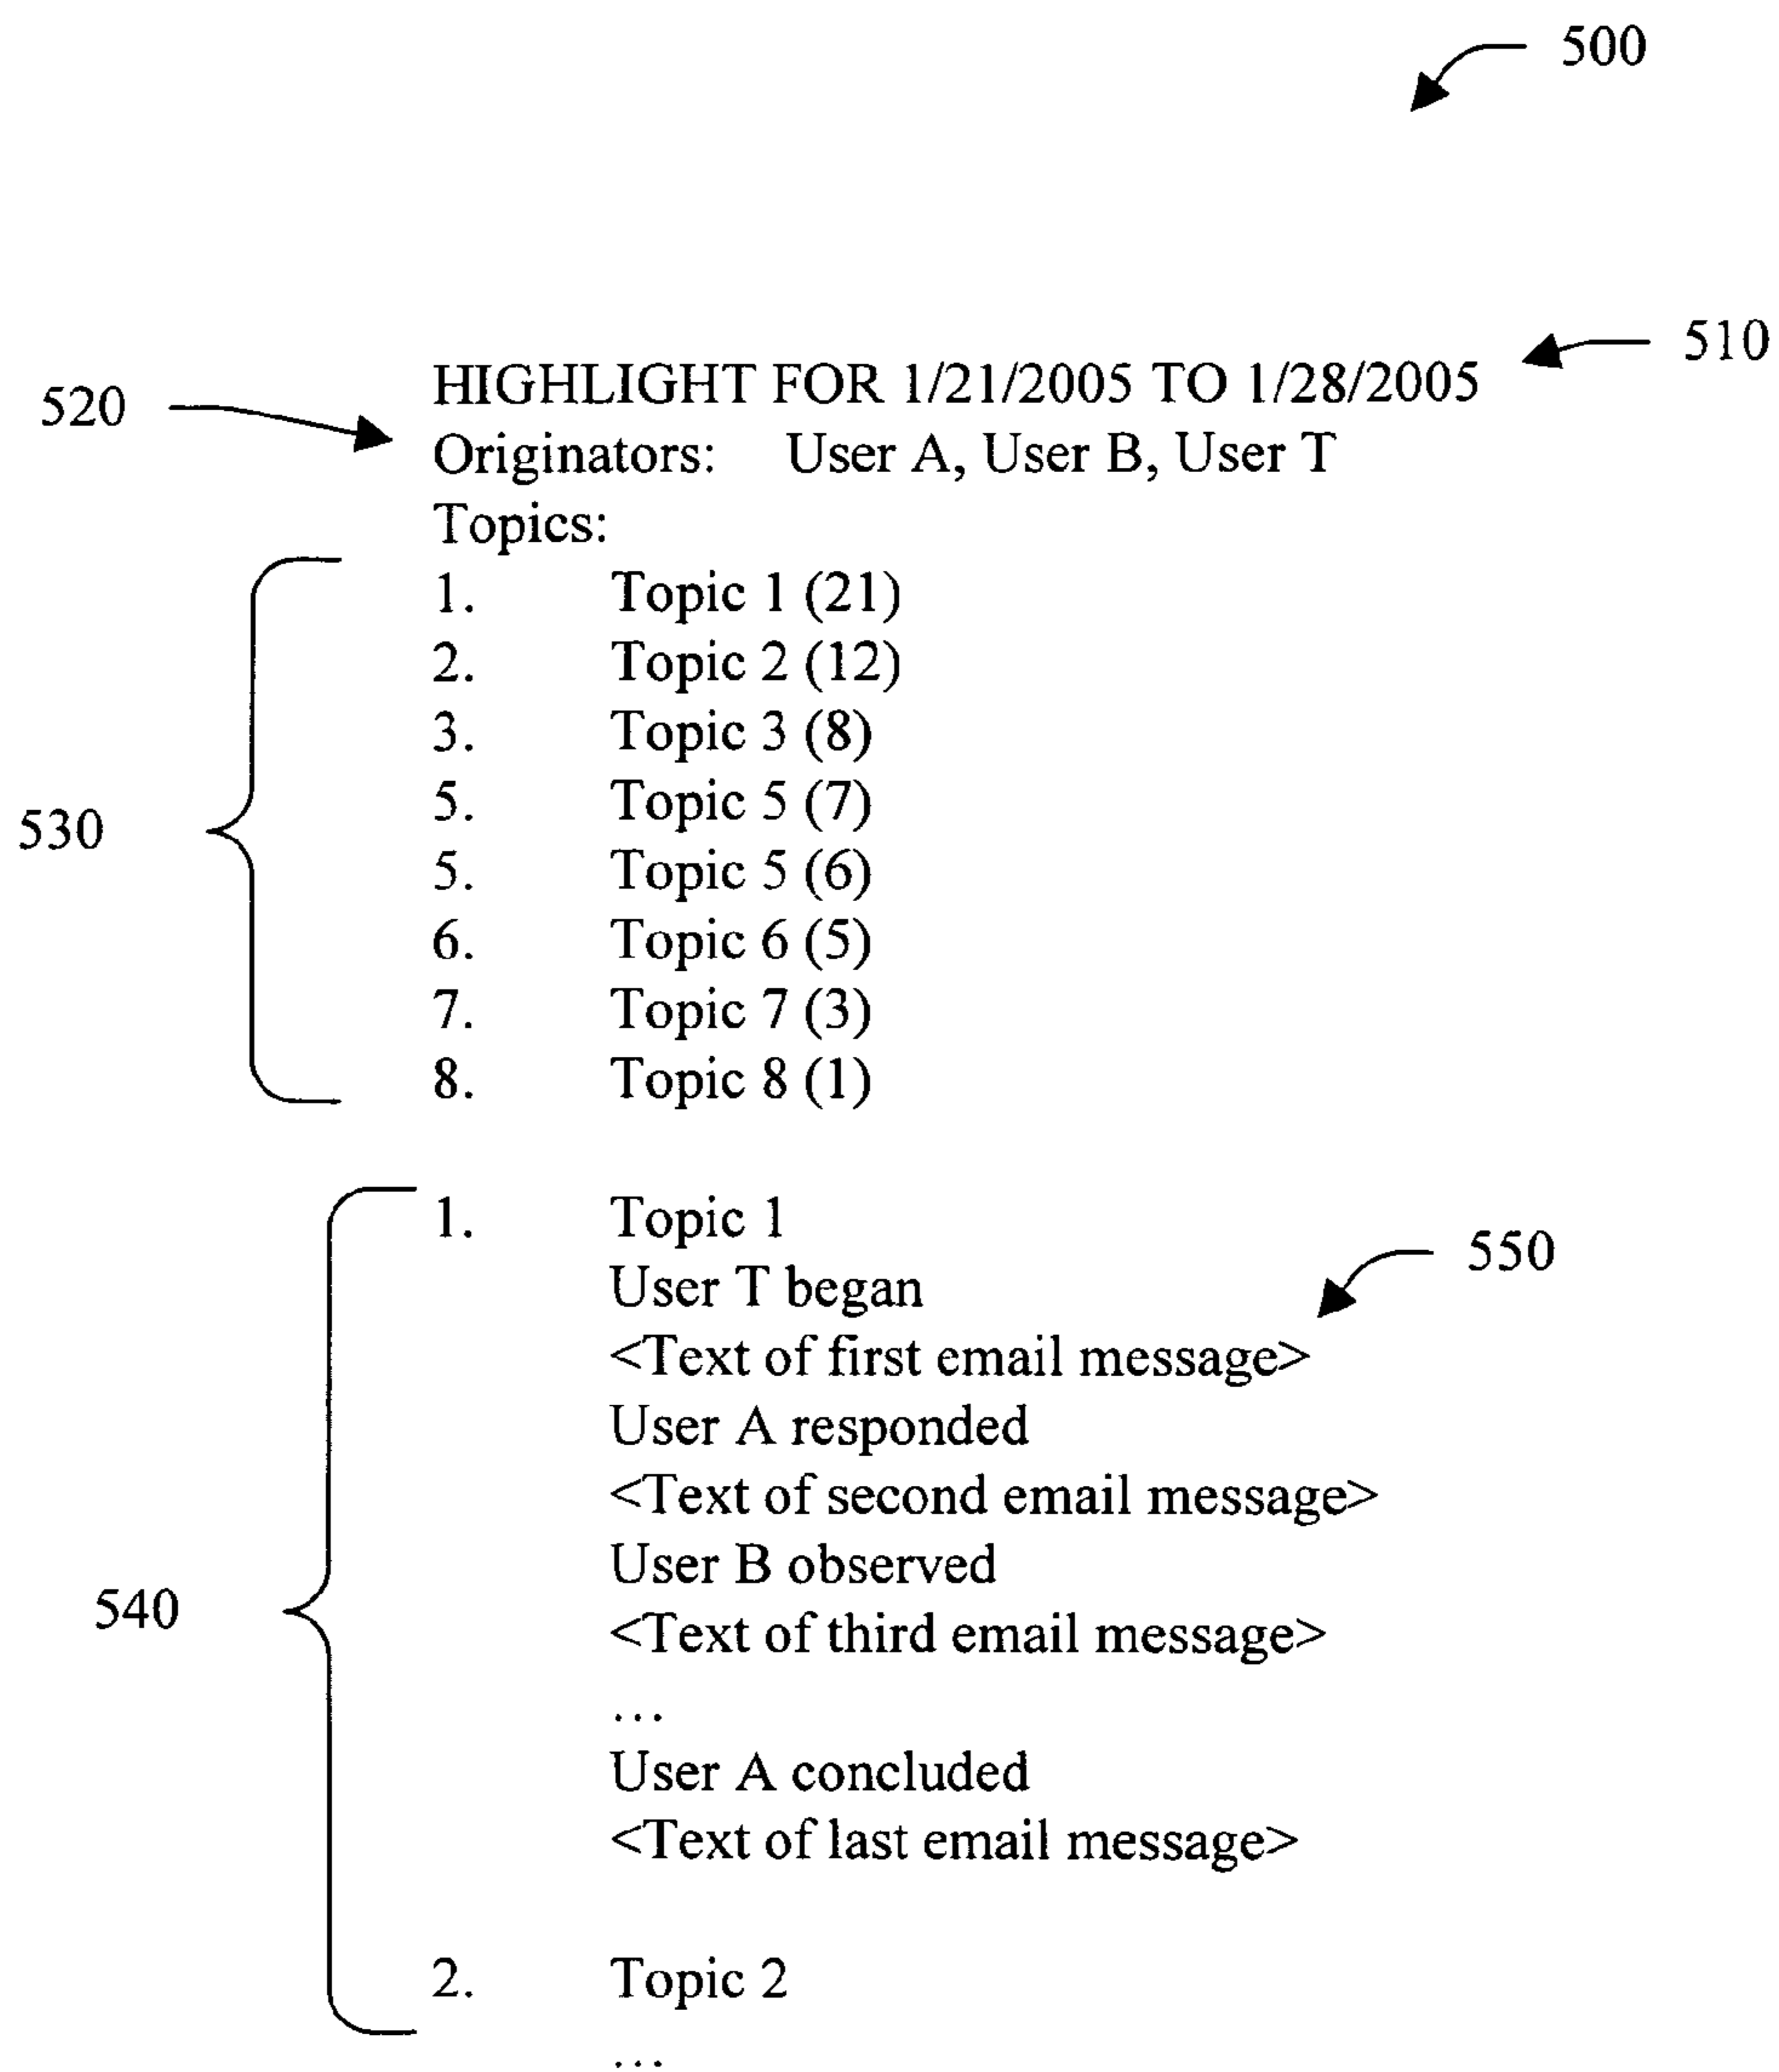 500
510
HIGHLIGHT FOR 1/21/2005 TO 1/28/2005
520
Originators: User A, User B, User T
Topics:
1. Topic 1 (21)
2. Topic 2 (12)
3. Topic 3 (8)
5. Topic 5 (7)
530
5. Topic 5 (6)
6. Topic 6 (5)
7. Topic 7 (3)
8. Topic 8 (1)
1. Topic 1
550
User T began
<Text of first email message>
User A responded
<Text of second email message>
User B observed
540
<Text of third email message>
...
User A concluded
<Text of last email message>
2. Topic 2
...